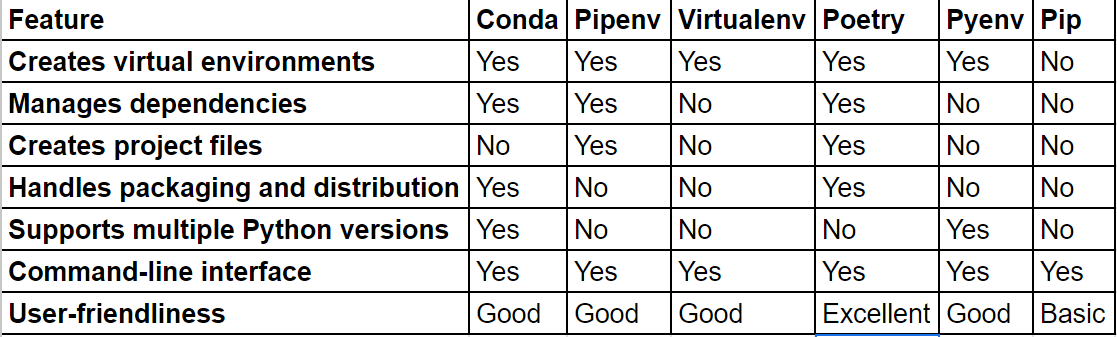 Feature Conda Pipenv Virtualenv Poetry Pyenv Pip
Creates virtual environments Yes Yes Yes Yes Yes No
Manages dependencies Yes Yes No Yes No No
Creates project files No Yes No Yes No No
Handles packaging and distribution Yes No No Yes No No
Supports multiple Python versions Yes No No No Yes No
Command-line interface Yes Yes Yes Yes Yes Yes
User-friendliness Good Good Good Excellent Good Basic